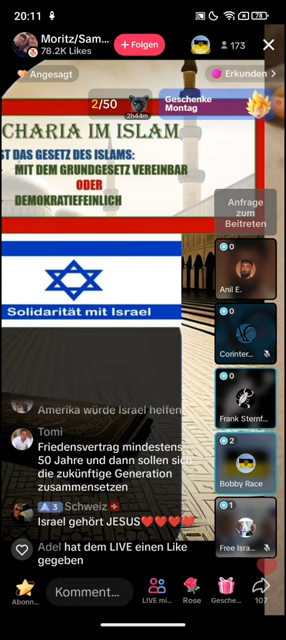 20:11
78
Moritz/Sam...
78.2K Likes
+ Folgen
173
Angesagt
Erkunden >
2/50
2h44m
Geschenke
Montag
CHARIA IM ISLAM
ST DAS GESETZ DES ISLAMS:
MIT DEM GRUNDGESETZ VEREINBAR
ODER
DEMOKRATIEFEINLICH
Anfrage
zum
Beitreten
0
Anil E.
Solidarität mit Israel
0
Corinter...
0
Frank Sternf...
2
Bobby Race
1
Free Isra...
Amerika würde Israel helfen
Tomi
Friedensvertrag mindestens
50 Jahre und dann sollen sich
die zukünftige Generation
zusammensetzen
3 Schweiz🇨🇭
Israel gehört JESUS❤️❤️❤️❤️
Adel hat dem LIVE einen Like
gegeben
Abonn...
Komment...
LIVE mi...
Rose
Gesche...
107